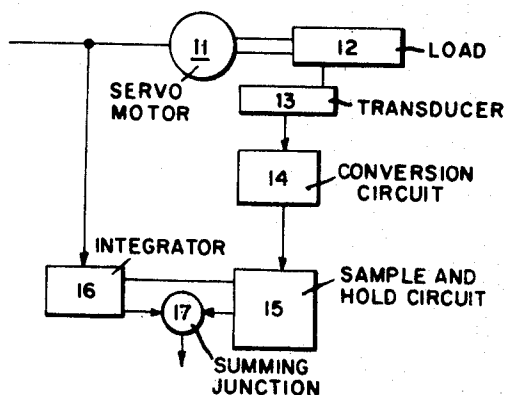 11
12
LOAD
SERVO
MOTOR
13
TRANSDUCER
14
CONVERSION
CIRCUIT
INTEGRATOR
16
17
15
SAMPLE AND
HOLD CIRCUIT
SUMMING
JUNCTION